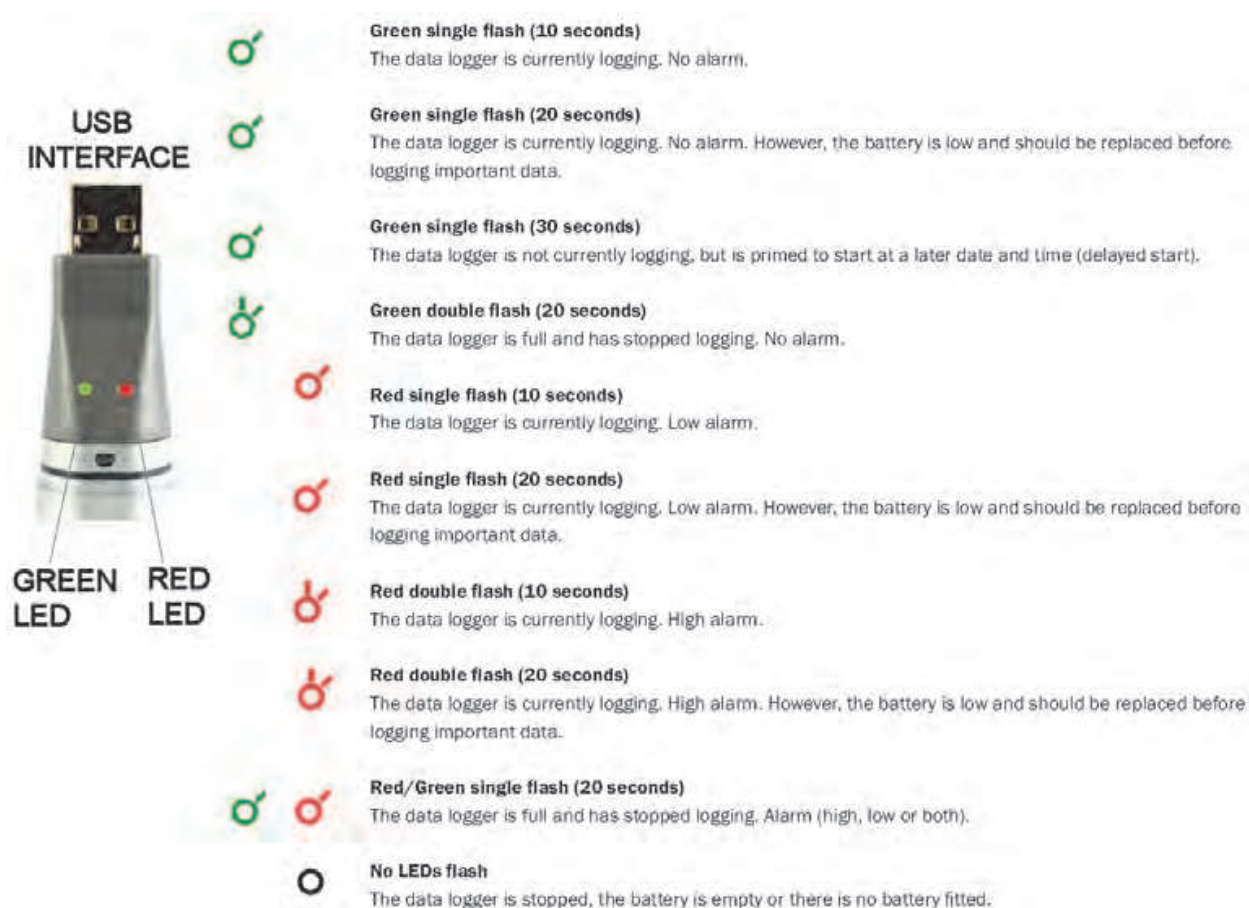 Green single flash (10 seconds)
The data logger is currently logging. No alarm.
USB
INTERFACE
Green single flash (20 seconds)
The data logger is currently logging. No alarm. However, the battery is low and should be replaced before
logging important data.
Green single flash (30 seconds)
The data logger is not currently logging, but is primed to start at a later date and time (delayed start).
Green double flash (20 seconds)
The data logger is full and has stopped logging. No alarm.
Red single flash (10 seconds)
The data logger is currently logging. Low alarm.
Red single flash (20 seconds)
The data logger is currently logging. Low alarm. However, the battery is low and should be replaced before
logging important data.
GREEN
LED
RED
LED
Red double flash (10 seconds)
The data logger is currently logging. High alarm.
Red double flash (20 seconds)
The data logger is currently logging. High alarm. However, the battery is low and should be replaced before
logging important data.
Red/Green single flash (20 seconds)
The data logger is full and has stopped logging. Alarm (high, low or both).
No LEDs flash
The data logger is stopped, the battery is empty or there is no battery fitted.